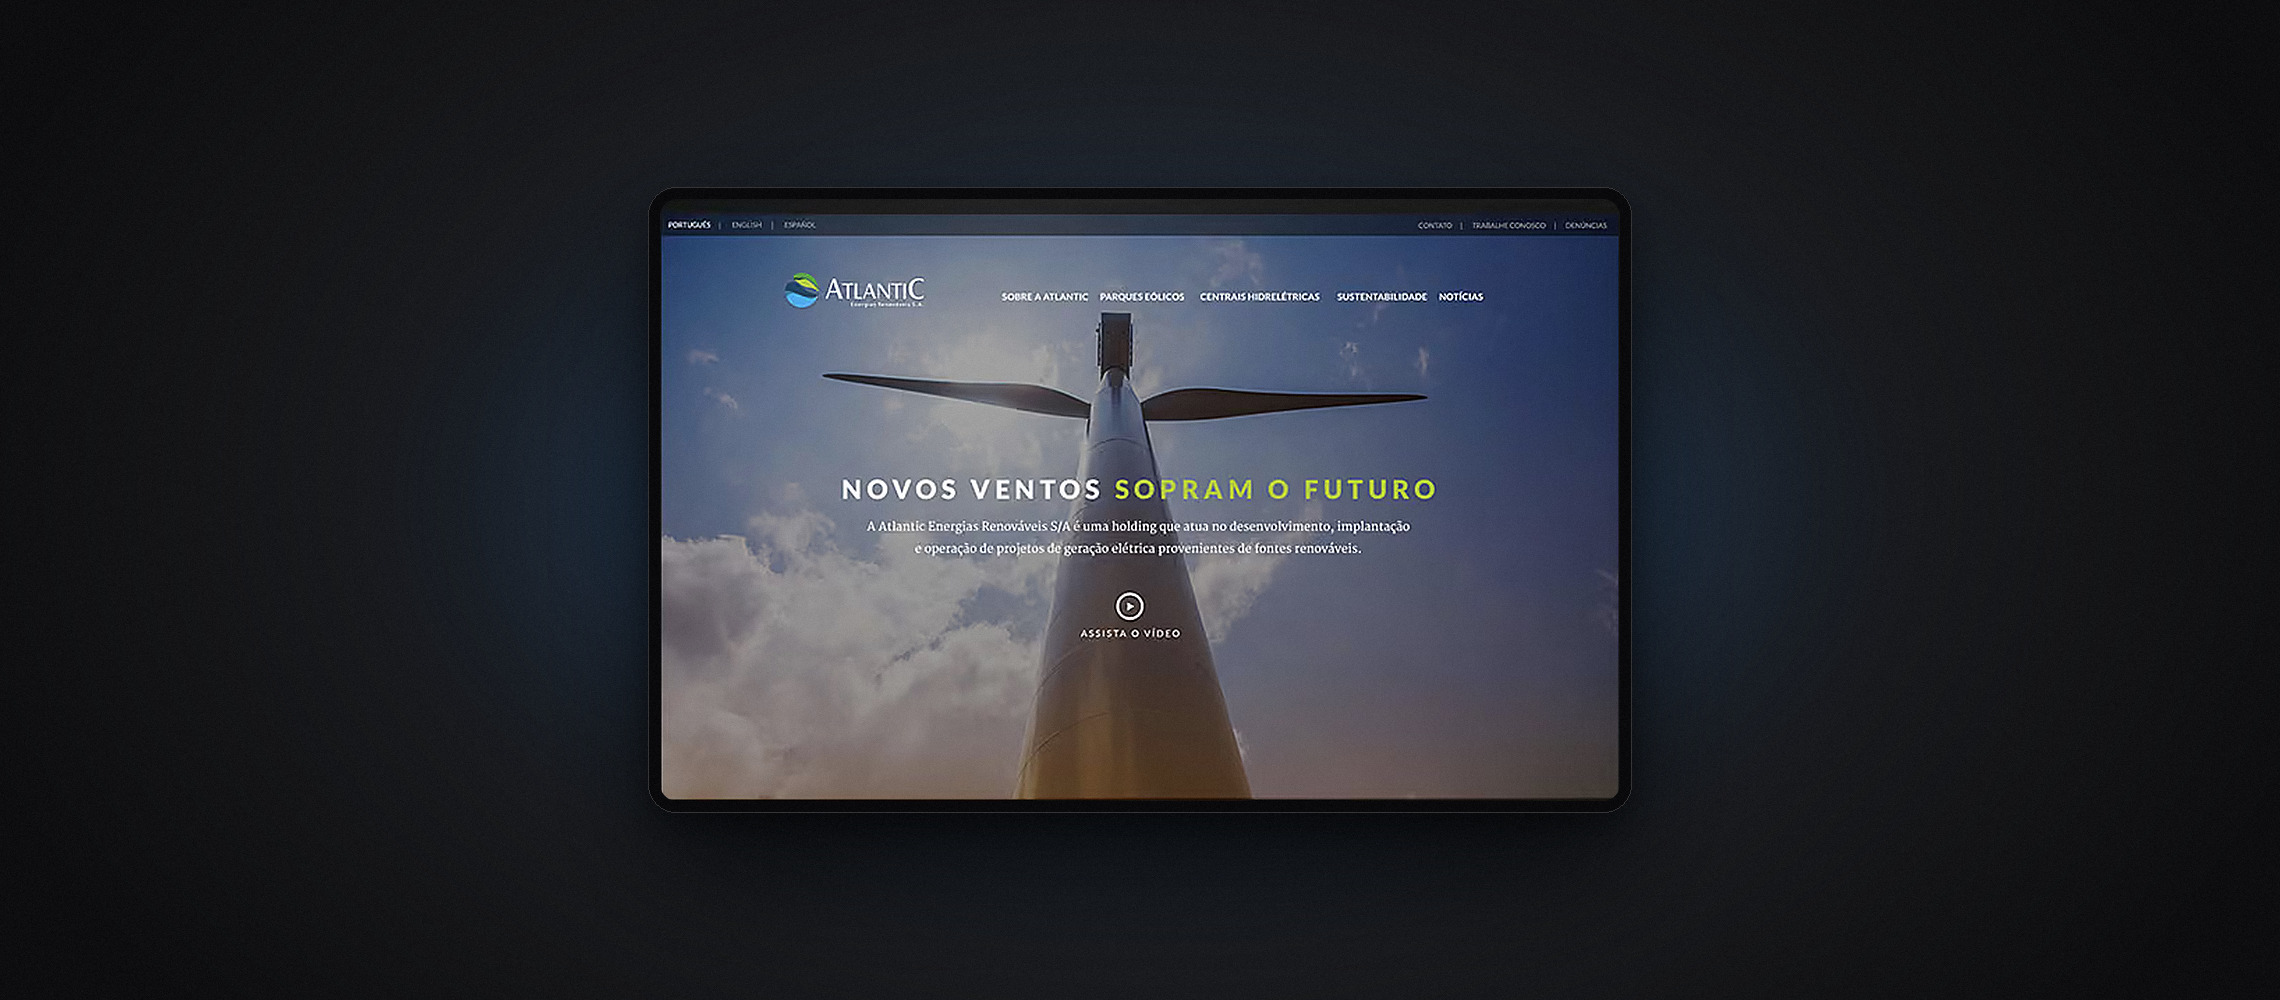 PORTUGUÊS | ENGLISH | ESPAÑOL
CONTATO | TRABALHE CONOSCO | DENÚNCIAS
ATLANTIC
Energias Renováveis S.A.
SOBRE A ATLANTIC PARQUES EÓLICOS CENTRAIS HIDRELÉTRICAS SUSTENTABILIDADE NOTÍCIAS
NOVOS VENTOS SOPRAM O FUTURO
A Atlantic Energias Renováveis S/A é uma holding que atua no desenvolvimento, implantação
e operação de projetos de geração elétrica provenientes de fontes renováveis.
ASSISTA O VÍDEO